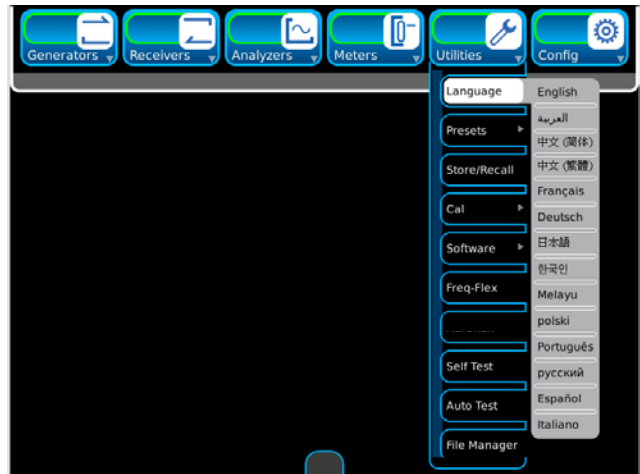 Generators
Receivers
Analyzers
Meters
Utilities
Config
Language
Presets
Store/Recall
Cal
Software
Freq-Flex
Self Test
Auto Test
File Manager
English
العربية
中文 (简体)
中文 (繁體)
Français
Deutsch
日本語
한국인
Melayu
polski
Português
русский
Español
Italiano